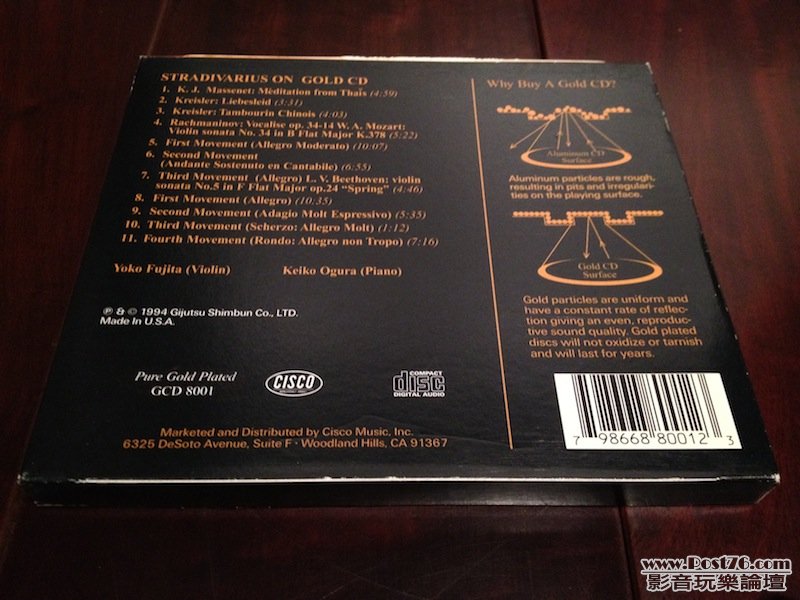 STRADIVARIUS ON GOLD CD
1. K. J. Massenet: Mèditation from Thaïs (4:59)
2. Kreisler: Liebesleid (3:31)
3. Kreisler: Tambourin Chinois (4:03)
4. Rachmaninov: Vocalise op. 34-14 W. A. Mozart:
Violin sonata No. 34 in B Flat Major K.378 (5:22)
5. First Movement (Allegro Moderato) (10:07)
6. Second Movement
(Andante Sostenuto en Cantabile) (6:55)
7. Third Movement (Allegro) L. V. Beethoven; violin
sonata No.5 in F Flat Major op.24 “Spring” (4:46)
8. First Movement (Allegro) (10:35)
9. Second Movement (Adagio Molt Espressivo) (5:35)
10. Third Movement (Scherzo: Allegro Molt) (1:12)
11. Fourth Movement (Rondo: Allegro non Tropo) (7:16)
Yoko Fujita (Violin) Keiko Ogura (Piano)
℗ & © 1994 Gijutsu Shimbun Co., LTD.
Made In U.S.A.
Pure Gold Plated
GCD 8001
CISCO
COMPACT
disc
DIGITAL AUDIO
Marketed and Distributed by Cisco Music, Inc.
6325 DeSoto Avenue, Suite F · Woodland Hills, CA 91367
Why Buy A Gold CD?
Aluminum CD
Surface
Aluminum particles are rough,
resulting in pits and irregulari-
ties on the playing surface.
Gold CD
Surface
Gold particles are uniform and
have a constant rate of reflec-
tion giving an even, reproduc-
tive sound quality. Gold plated
discs will not oxidize or tarnish
and will last for years.
7 98668 80012 3
www.Post76.com
影音玩樂論壇